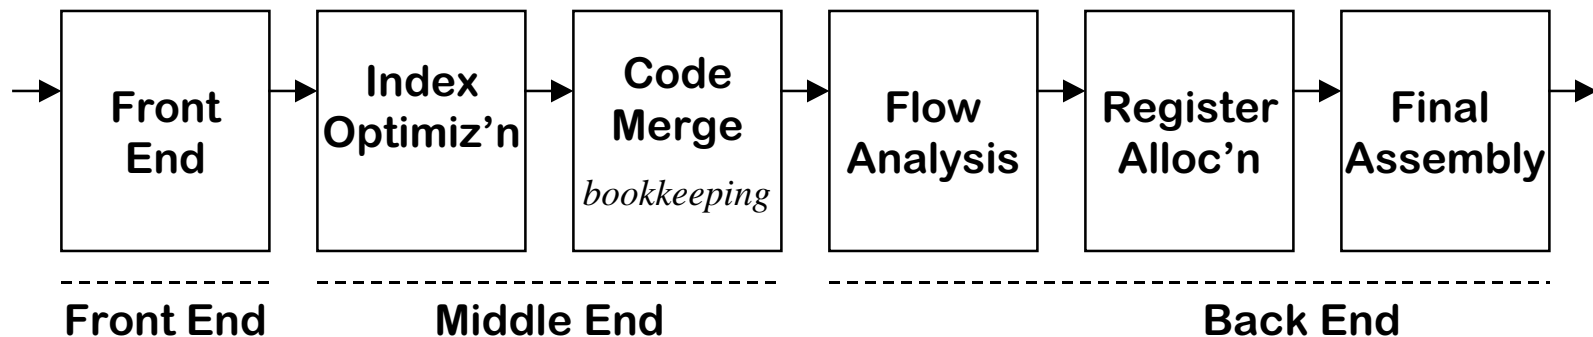 Front
End
Index
Optimiz’n
Code
Merge
bookkeeping
Flow
Analysis
Register
Alloc’n
Final
Assembly
Front End
Middle End
Back End